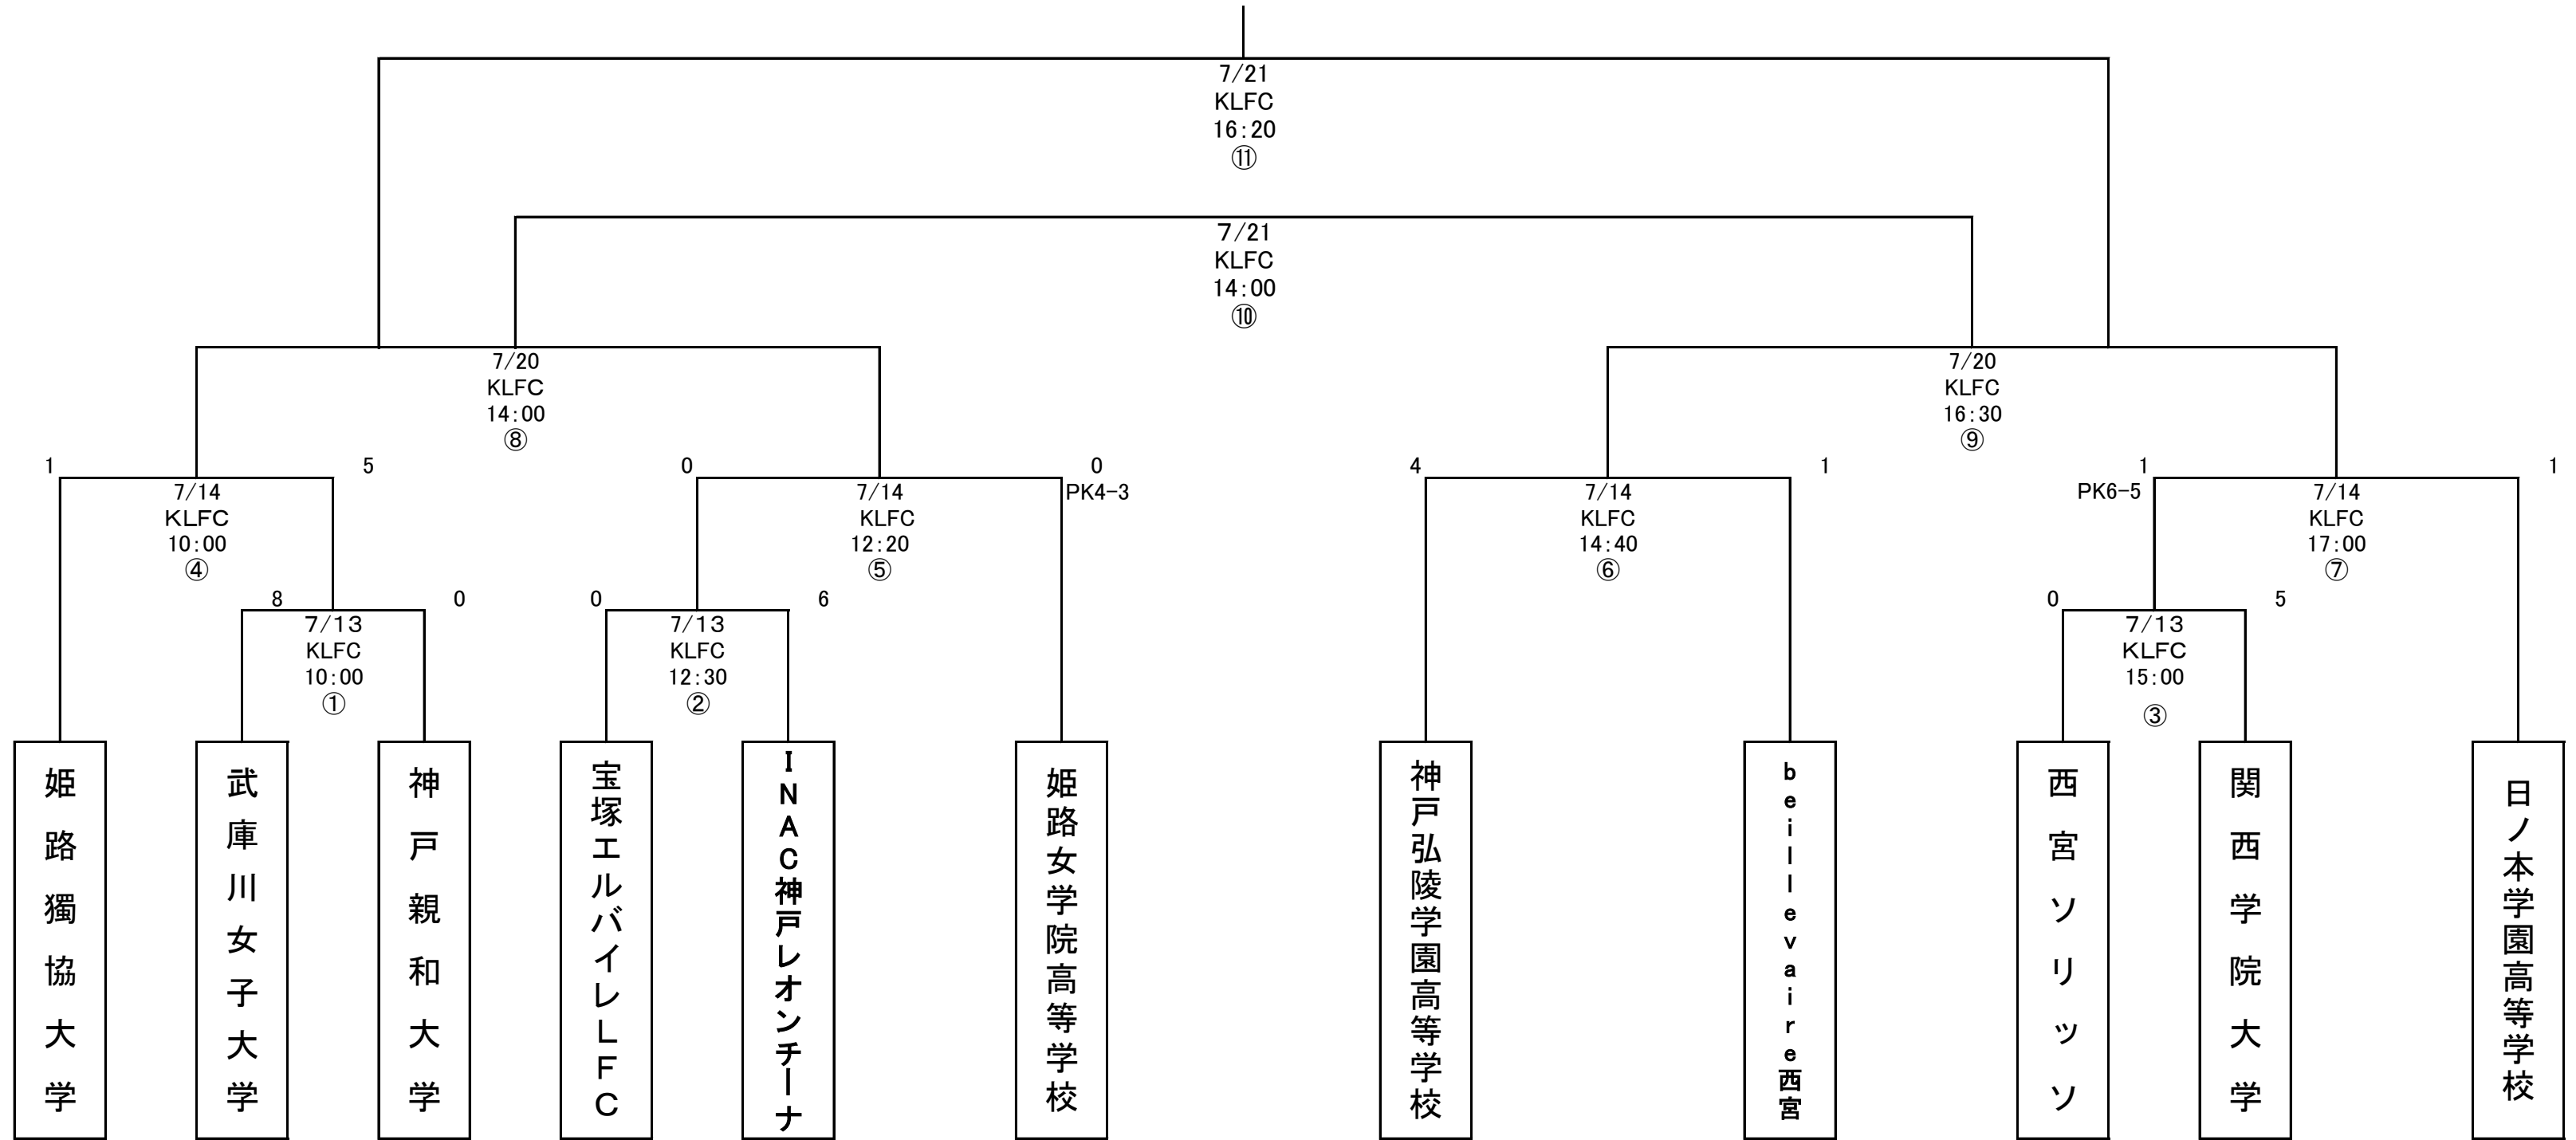 7/21
KLFC
16:20
⑪
7/21
KLFC
14:00
⑩
7/20
KLFC
14:00
⑧
7/20
KLFC
16:30
⑨
1
5
0
0
4
1
1
1
7/14
KLFC
10:00
④
7/14
KLFC
12:20
⑤
PK4-3
7/14
KLFC
14:40
⑥
PK6-5
7/14
KLFC
17:00
⑦
8
0
0
6
0
5
7/13
KLFC
10:00
①
7/13
KLFC
12:30
②
7/13
KLFC
15:00
③
姫路獨協大学
武庫川女子大学
神戸親和大学
宝塚エルバイレLFC
INAC神戸レオンチーナ
姫路女学院高等学校
神戸弘陵学園高等学校
beillevaire西宮
西宮ソリッソ
関西学院大学
日ノ本学園高等学校